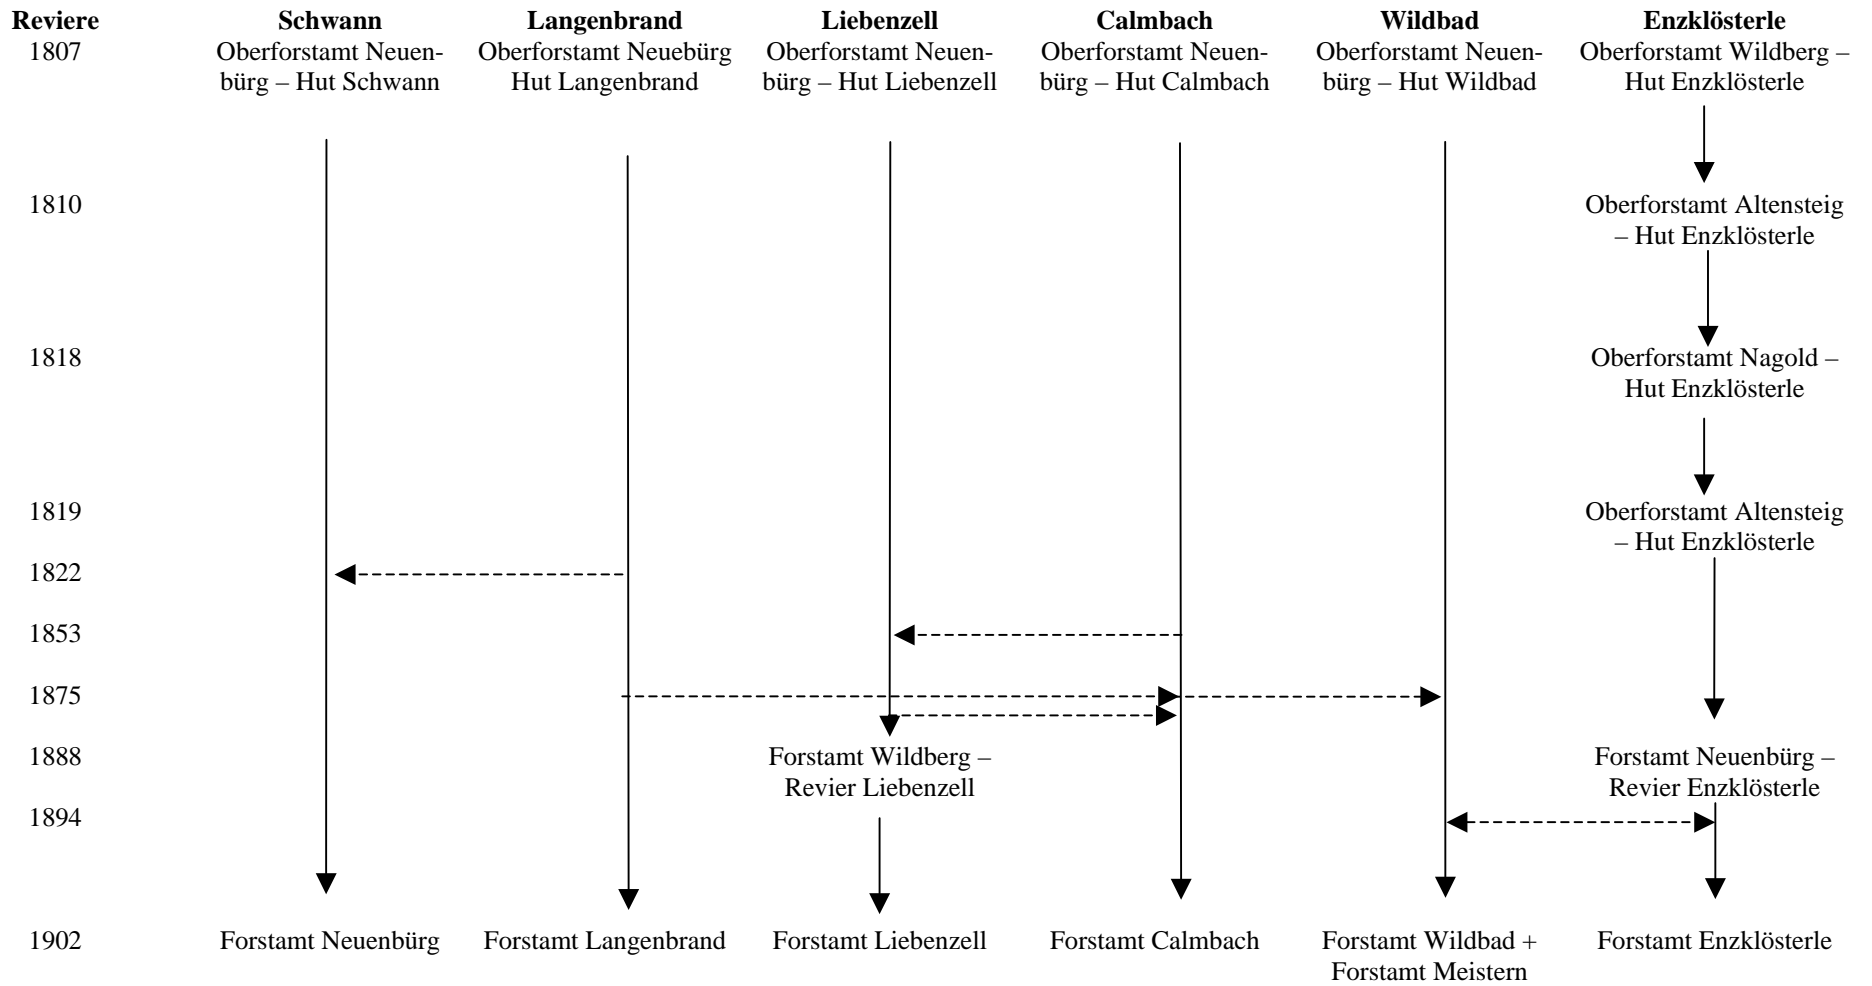 Reviere Schwann Langenbrand Liebenzell Calmbach Wildbad Enzklösterle
1807 Oberforstamt Neuen- Oberforstamt Neuebürg Oberforstamt Neuen- Oberforstamt Neuen- Oberforstamt Neuen- Oberforstamt Wildberg –
bürg – Hut Schwann Hut Langenbrand bürg – Hut Liebenzell bürg – Hut Calmbach bürg – Hut Wildbad Hut Enzklösterle
1810 Oberforstamt Altensteig
– Hut Enzklösterle
1818 Oberforstamt Nagold –
Hut Enzklösterle
1819 Oberforstamt Altensteig
– Hut Enzklösterle
1822
1853
1875
1888 Forstamt Wildberg – Forstamt Neuenbürg –
Revier Liebenzell Revier Enzklösterle
1894
1902 Forstamt Neuenbürg Forstamt Langenbrand Forstamt Liebenzell Forstamt Calmbach Forstamt Wildbad + Forstamt Enzklösterle
Forstamt Meistern